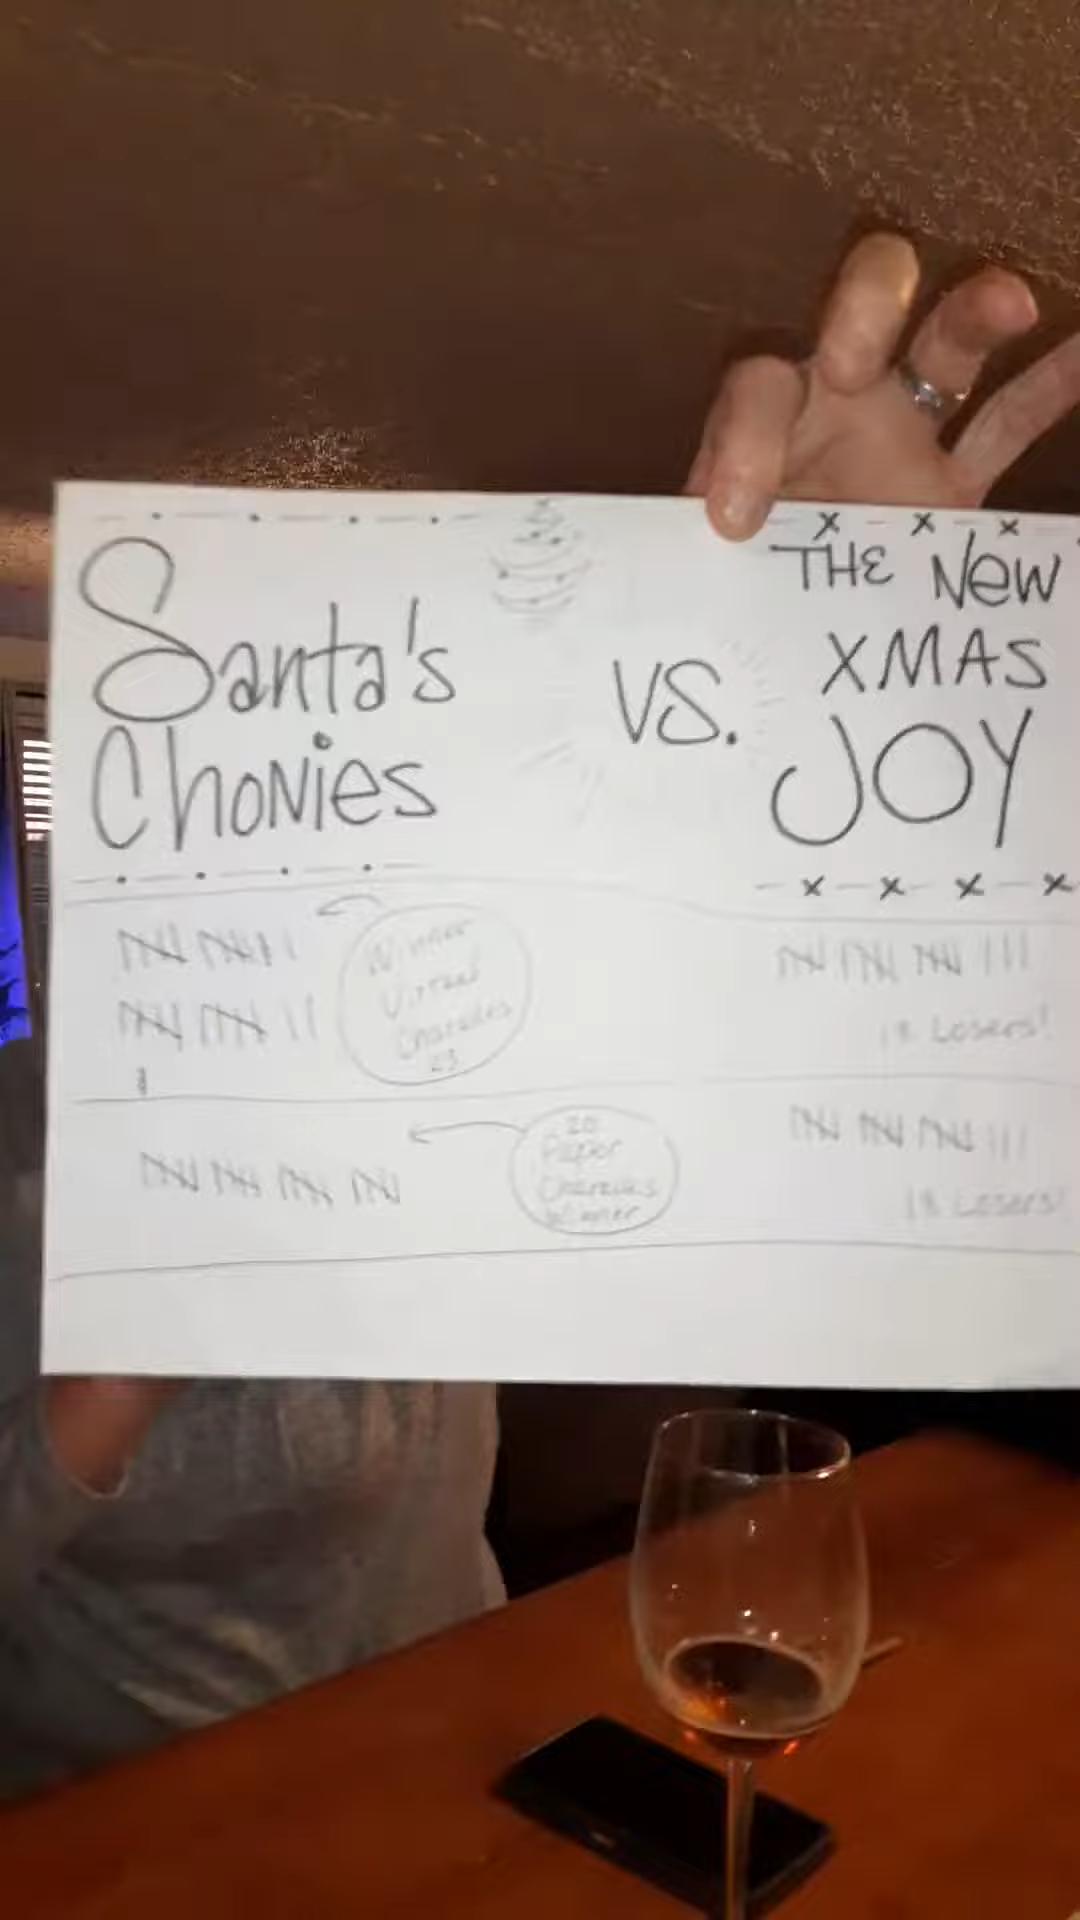 Santa's
Chonies
VS.
THE New
XMAS
JOY
Winner
Virtual
Charades
23
18 Losers!
20
Paper
Charades
Winner
18 Losers!